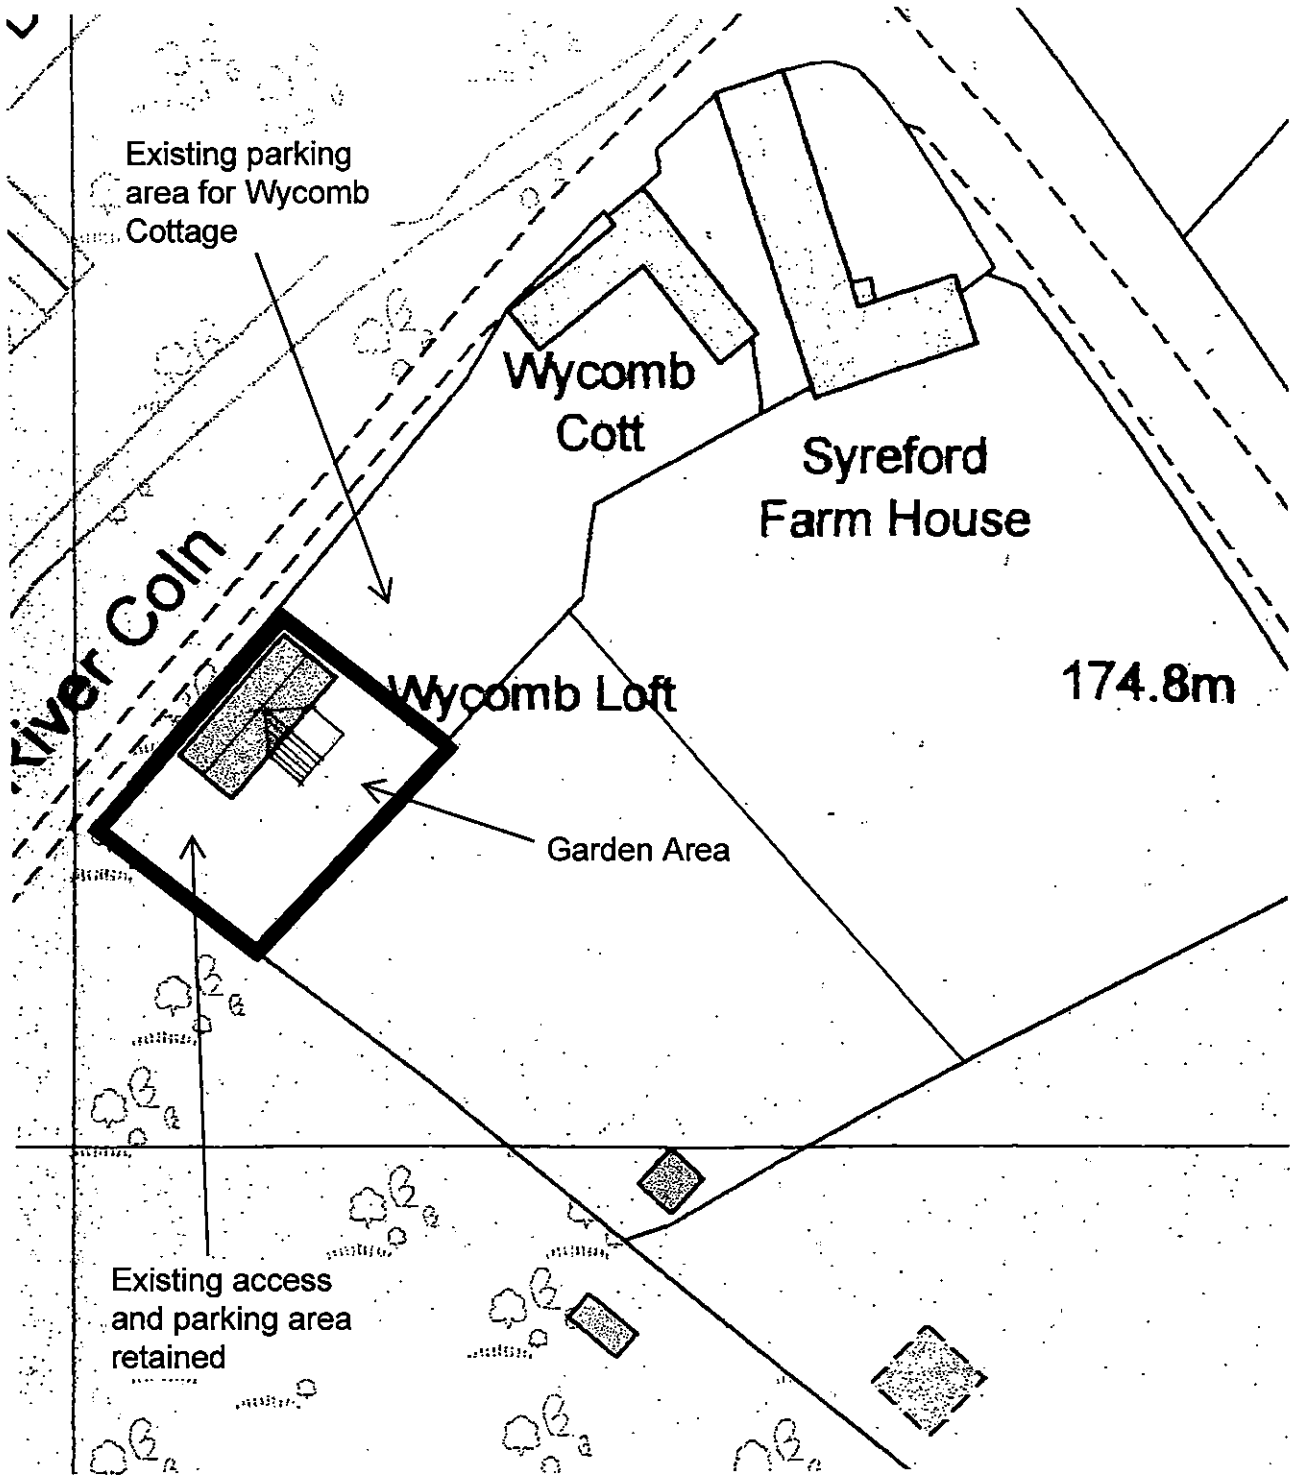 Existing parking
area for Wycomb
Cottage
Wycomb
Cott
Syreford
Farm House
River Coln
Wycomb Loft
174.8m
Garden Area
Existing access
and parking area
retained